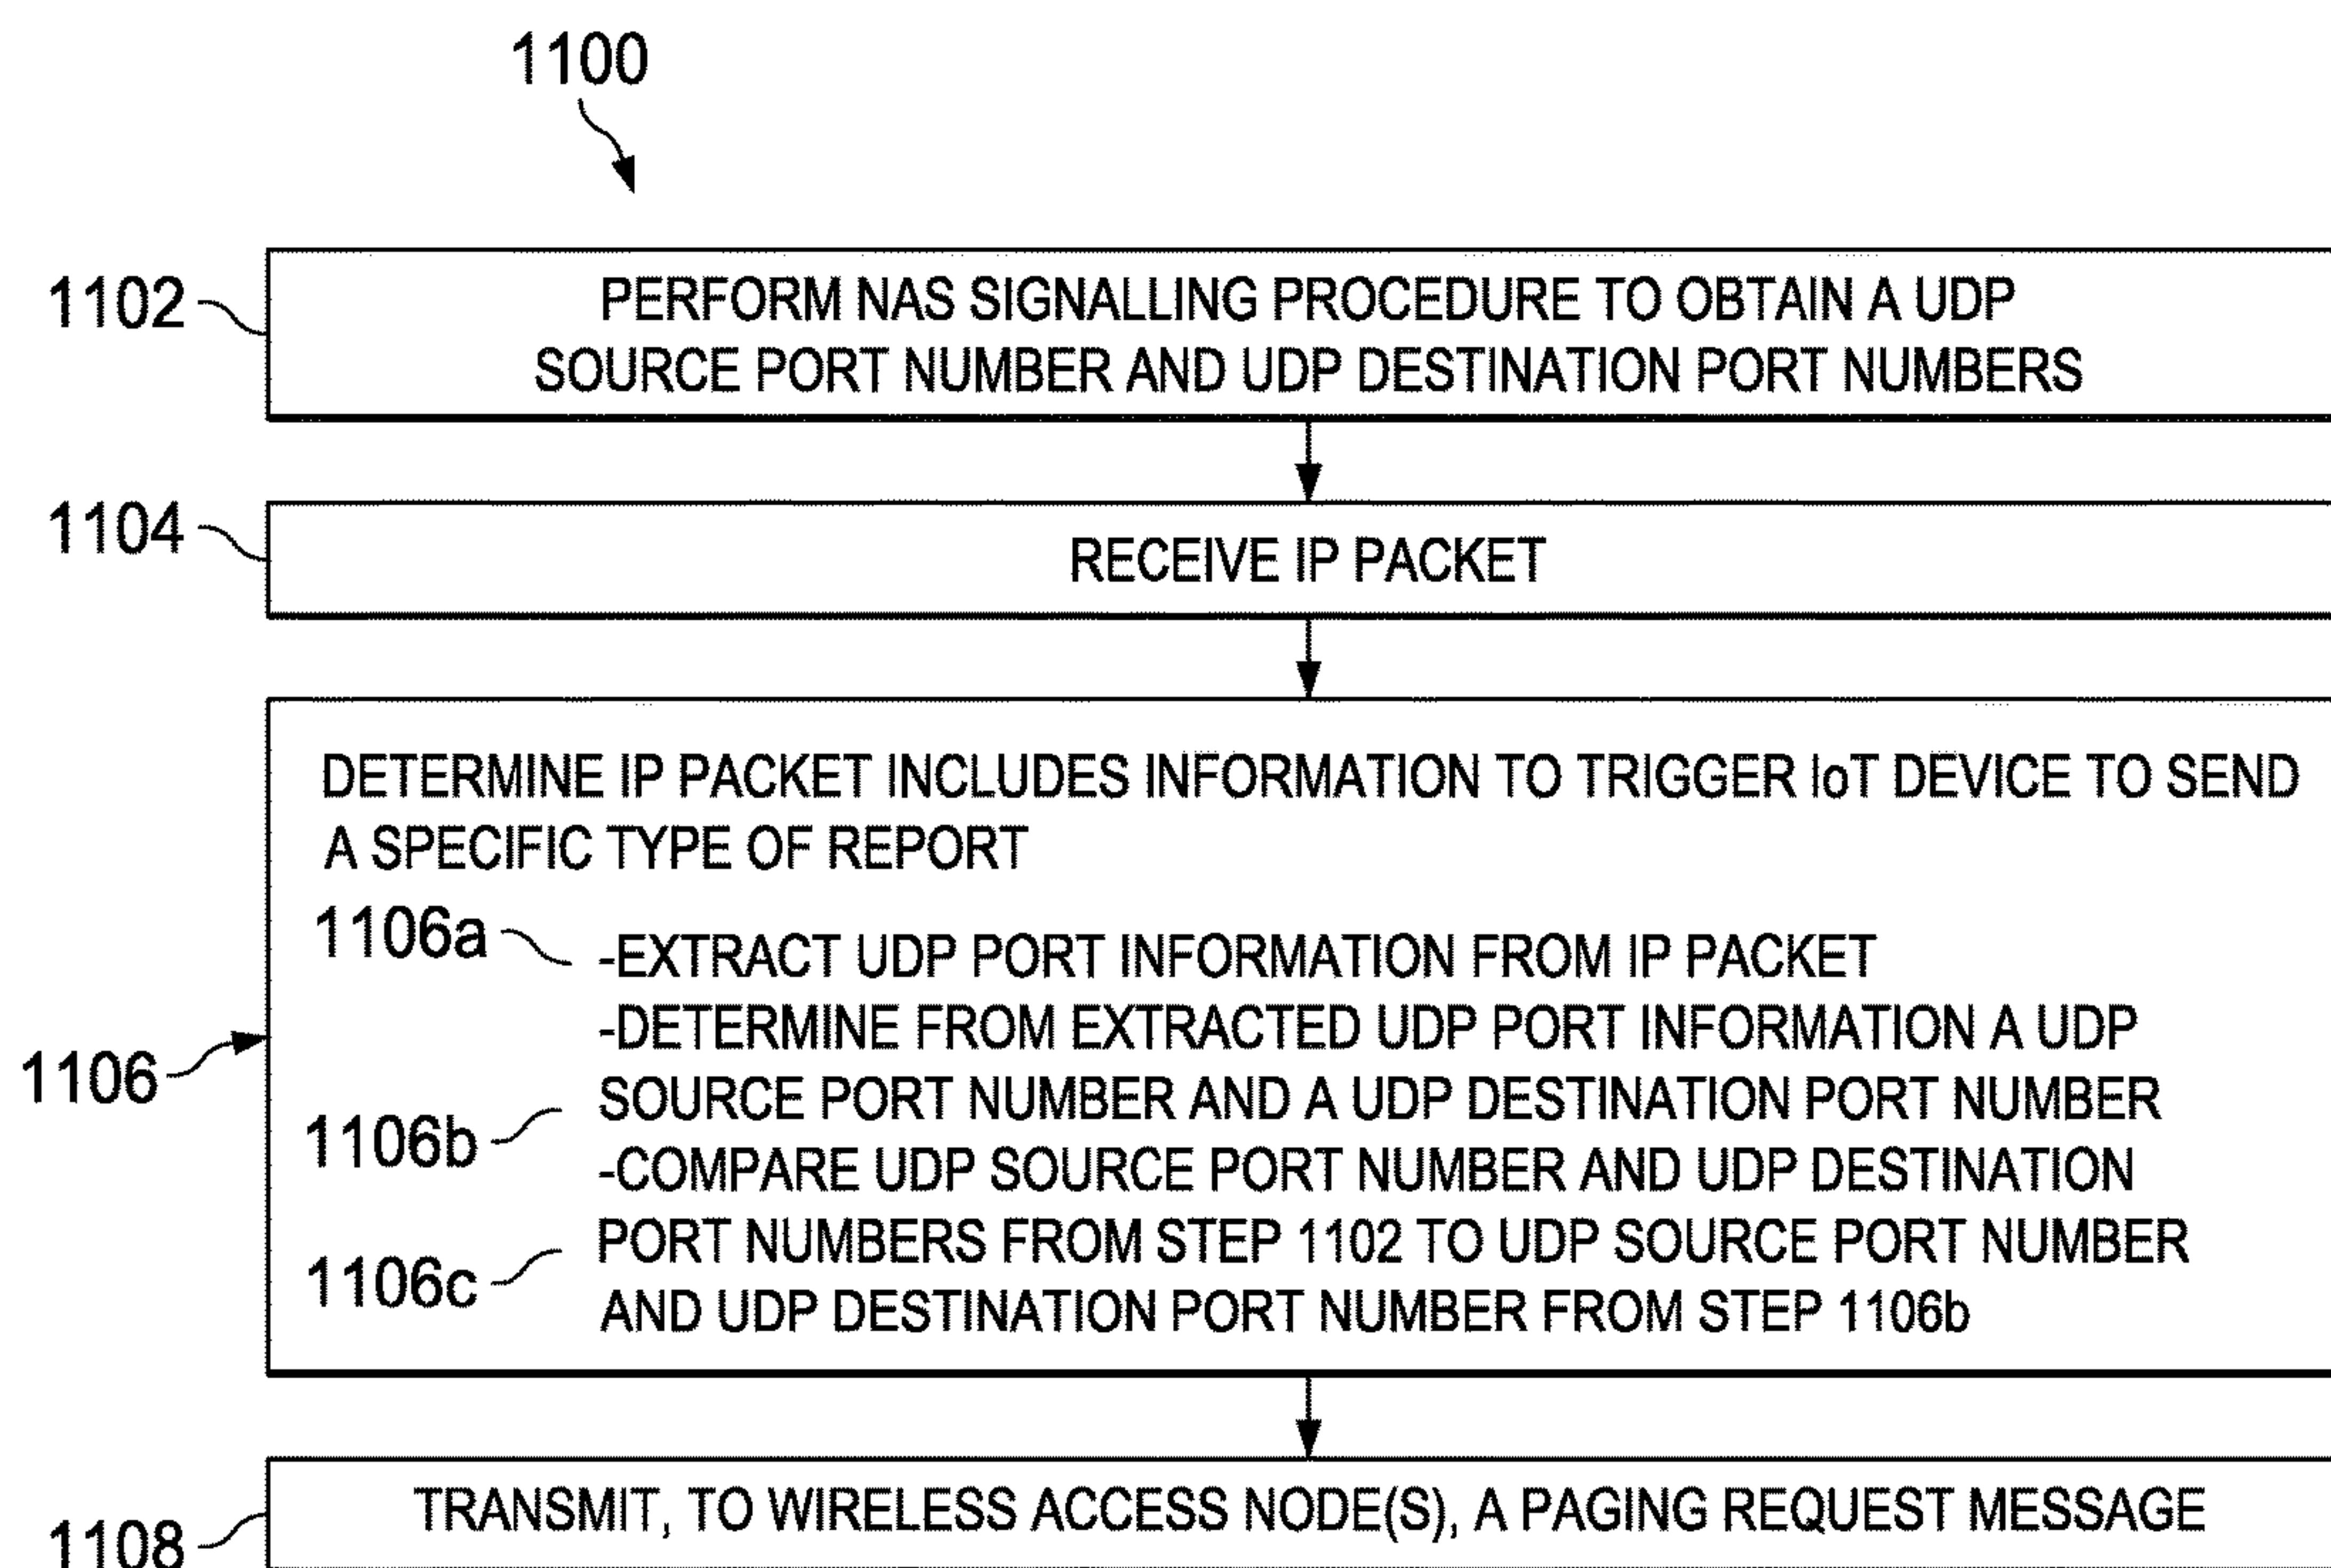 1100
1102
PERFORM NAS SIGNALLING PROCEDURE TO OBTAIN A UDP
SOURCE PORT NUMBER AND UDP DESTINATION PORT NUMBERS
1104
RECEIVE IP PACKET
1106
DETERMINE IP PACKET INCLUDES INFORMATION TO TRIGGER IoT DEVICE TO SEND
A SPECIFIC TYPE OF REPORT
1106a
-EXTRACT UDP PORT INFORMATION FROM IP PACKET
-DETERMINE FROM EXTRACTED UDP PORT INFORMATION A UDP
1106b
SOURCE PORT NUMBER AND A UDP DESTINATION PORT NUMBER
-COMPARE UDP SOURCE PORT NUMBER AND UDP DESTINATION
1106c
PORT NUMBERS FROM STEP 1102 TO UDP SOURCE PORT NUMBER
AND UDP DESTINATION PORT NUMBER FROM STEP 1106b
1108
TRANSMIT, TO WIRELESS ACCESS NODE(S), A PAGING REQUEST MESSAGE